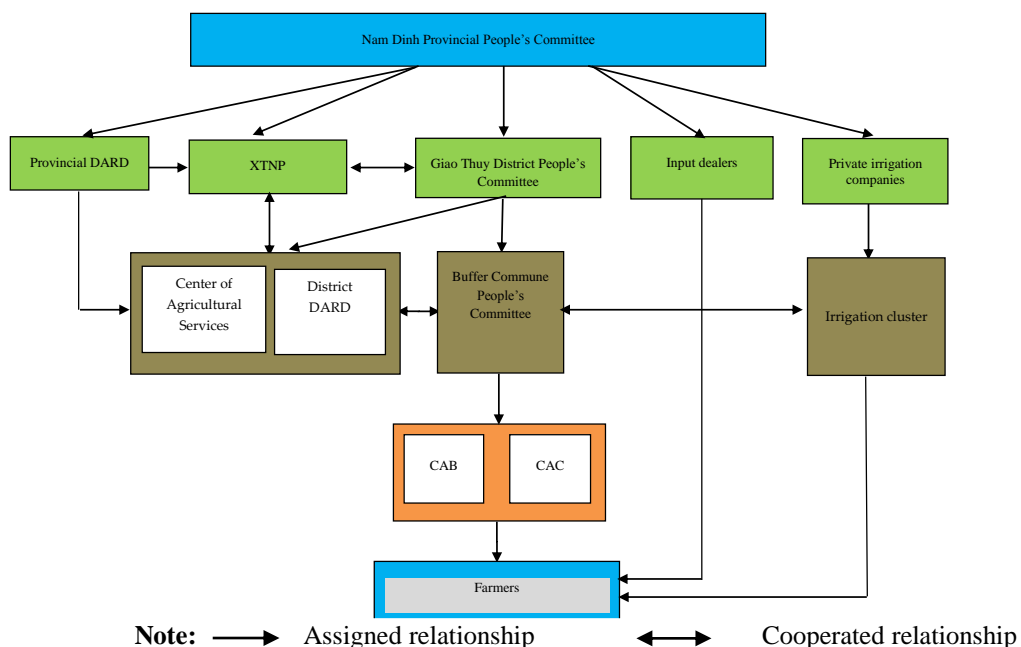 Nam Dinh Provincial People’s Committee
Provincial DARD
XTNP
Giao Thuy District People’s
Committee
Input dealers
Private irrigation
companies
Center of
Agricultural
Services
District
DARD
Buffer Commune
People’s
Committee
Irrigation cluster
CAB
CAC
Farmers
Note: Assigned relationship Cooperated relationship